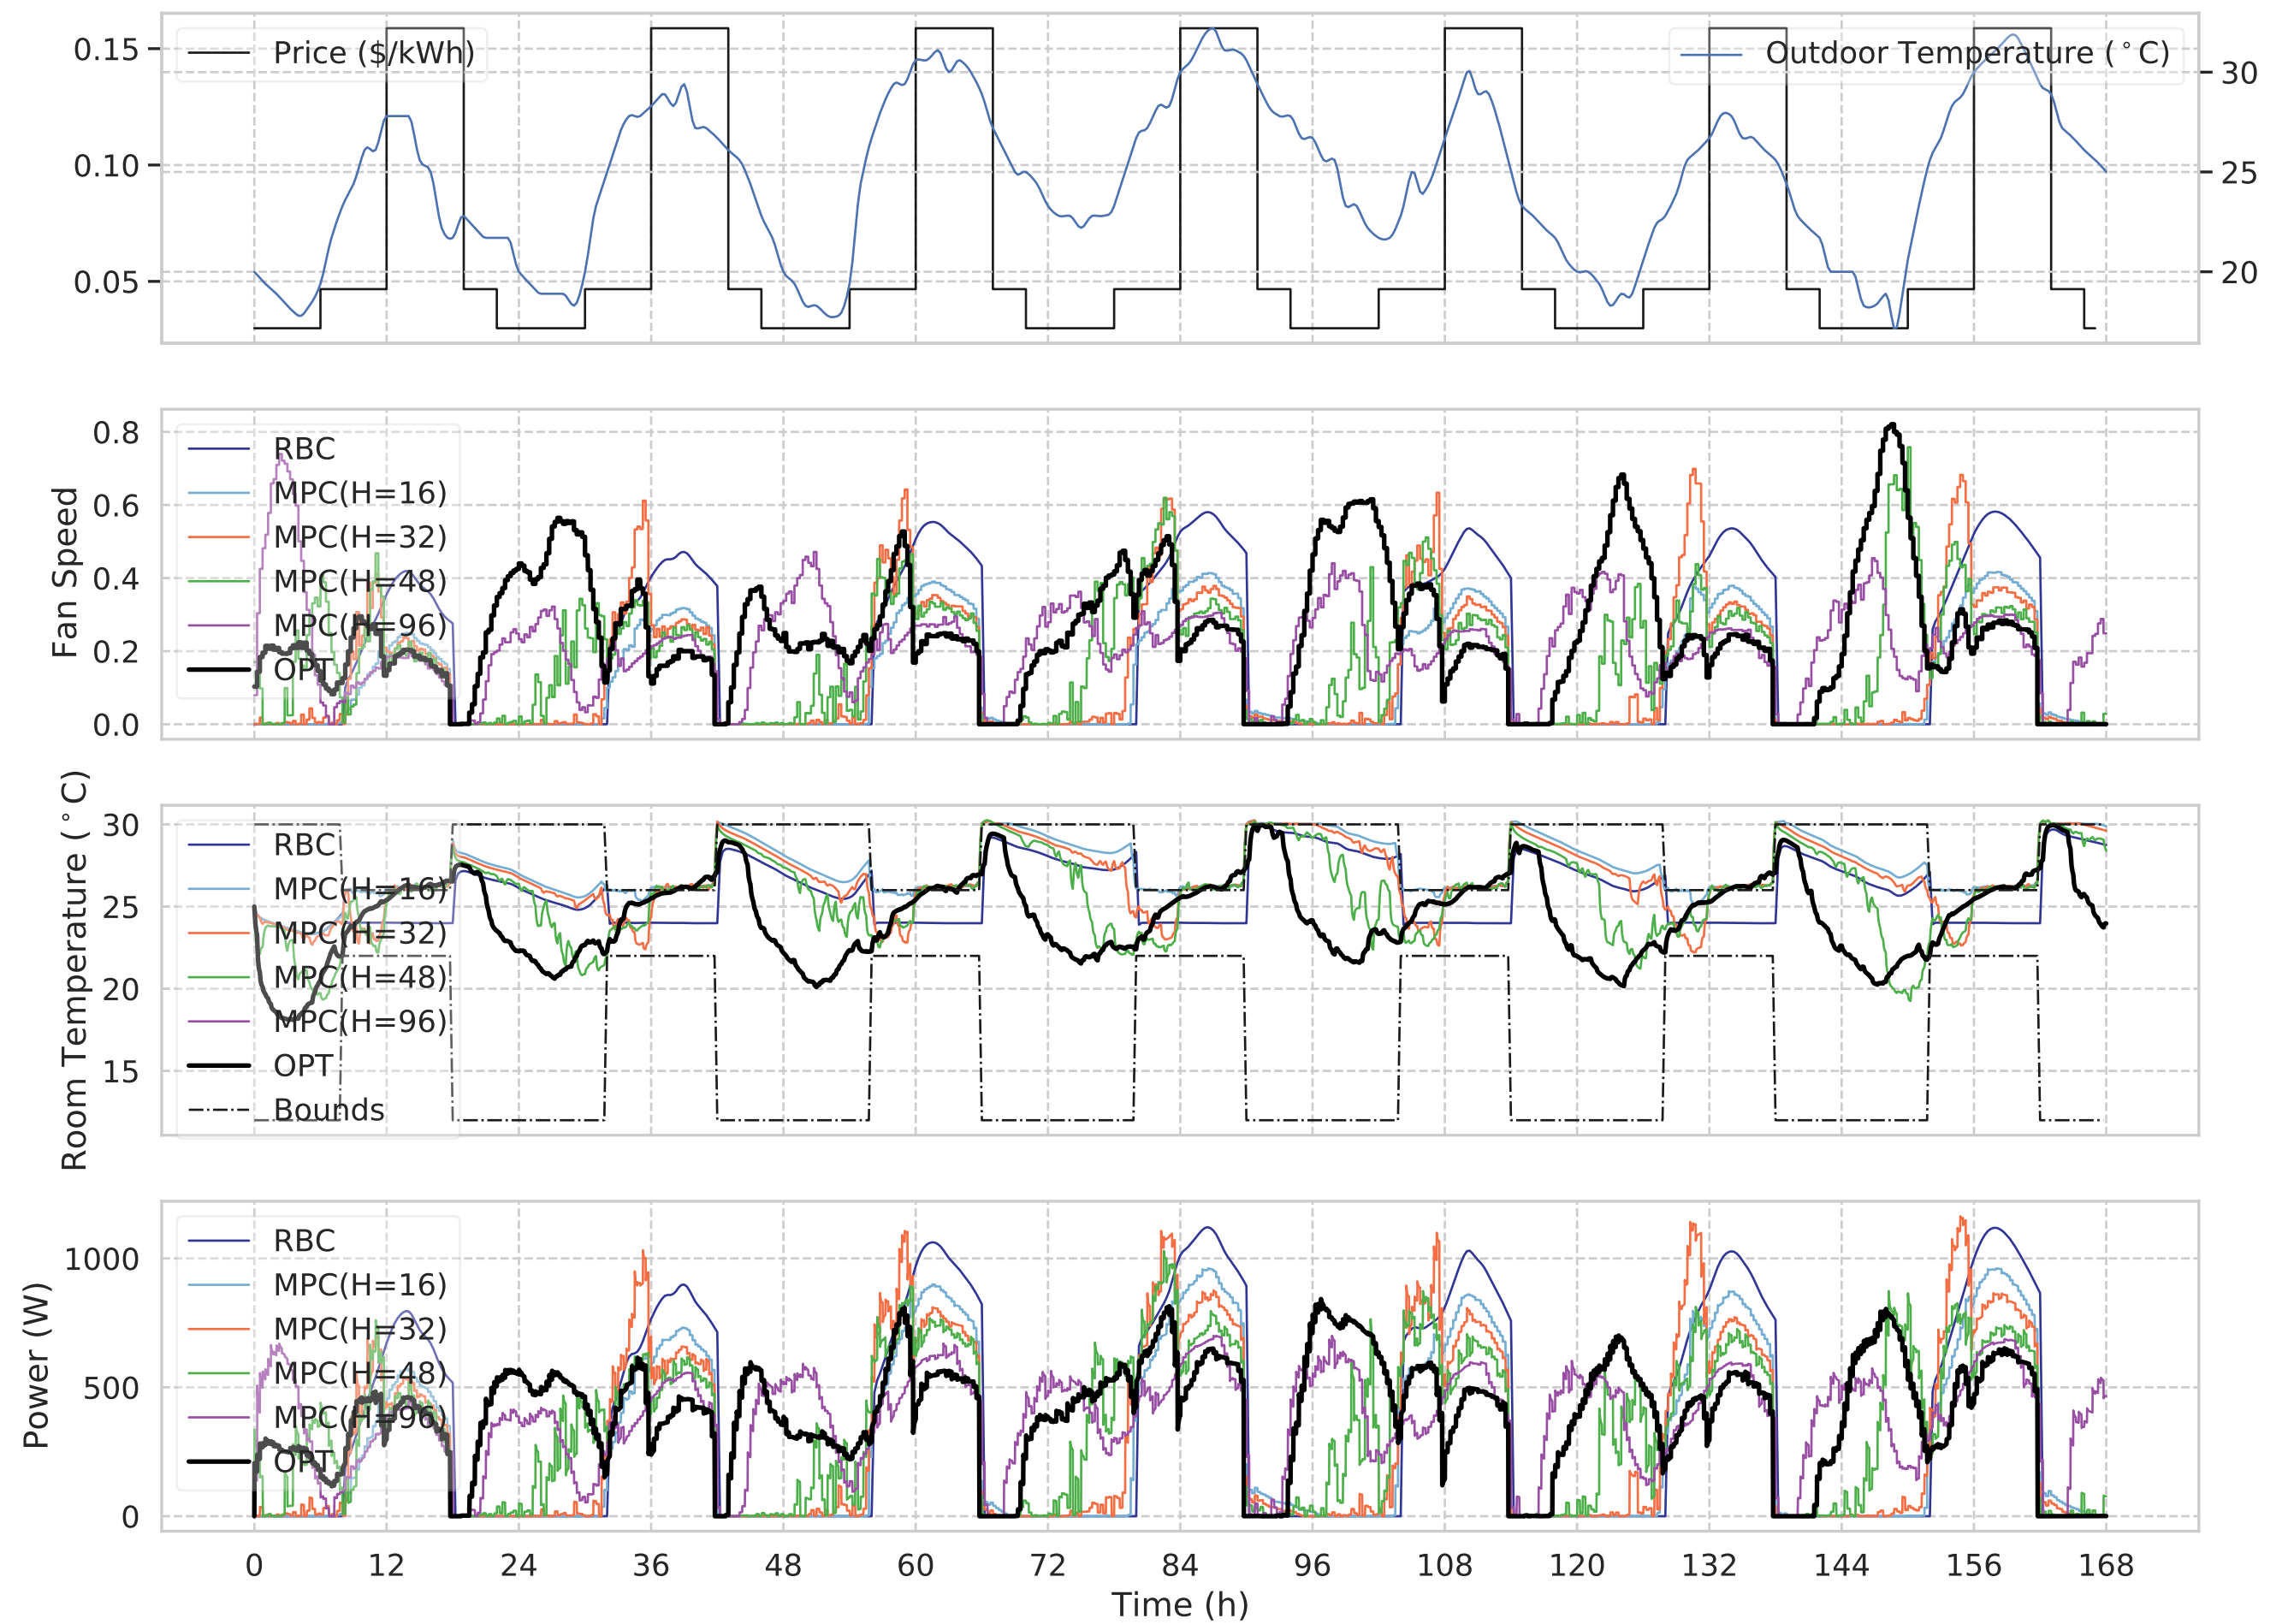 Price ($/kWh)
Outdoor Temperature (°C)
0.15
0.10
0.05
30
25
20
Fan Speed
0.8
0.6
0.4
0.2
0.0
RBC
MPC(H=16)
MPC(H=32)
MPC(H=48)
MPC(H=96)
OPT
Room Temperature (°C)
30
25
20
15
RBC
MPC(H=16)
MPC(H=32)
MPC(H=48)
MPC(H=96)
OPT
Bounds
Power (W)
1000
500
0
RBC
MPC(H=16)
MPC(H=32)
MPC(H=48)
MPC(H=96)
OPT
0 12 24 36 48 60 72 84 96 108 120 132 144 156 168
Time (h)